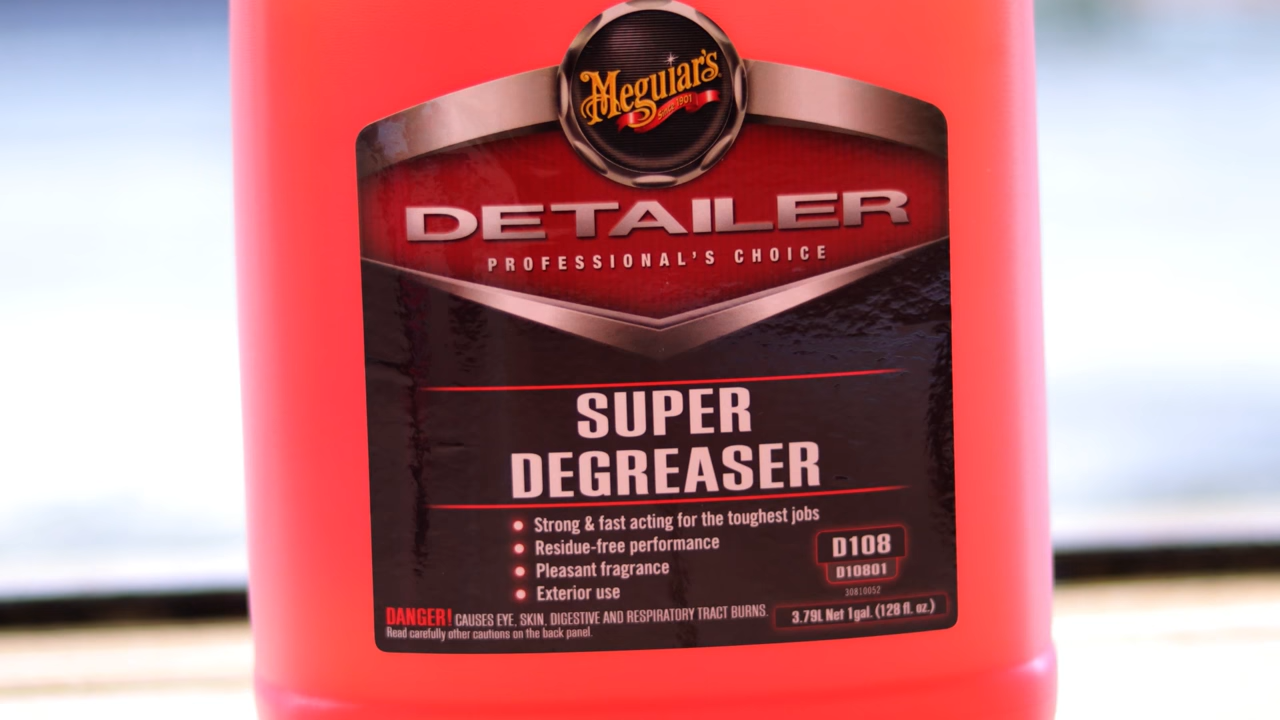 Meguiar's
Since 1901
DETAILER
PROFESSIONAL'S CHOICE
SUPER
DEGREASER
• Strong & fast acting for the toughest jobs
• Residue-free performance
• Pleasant fragrance
• Exterior use
D108
D10801
30810052
DANGER! CAUSES EYE, SKIN, DIGESTIVE AND RESPIRATORY TRACT BURNS.
Read carefully other cautions on the back panel.
3.79L Net 1gal. (128 fl. oz.)